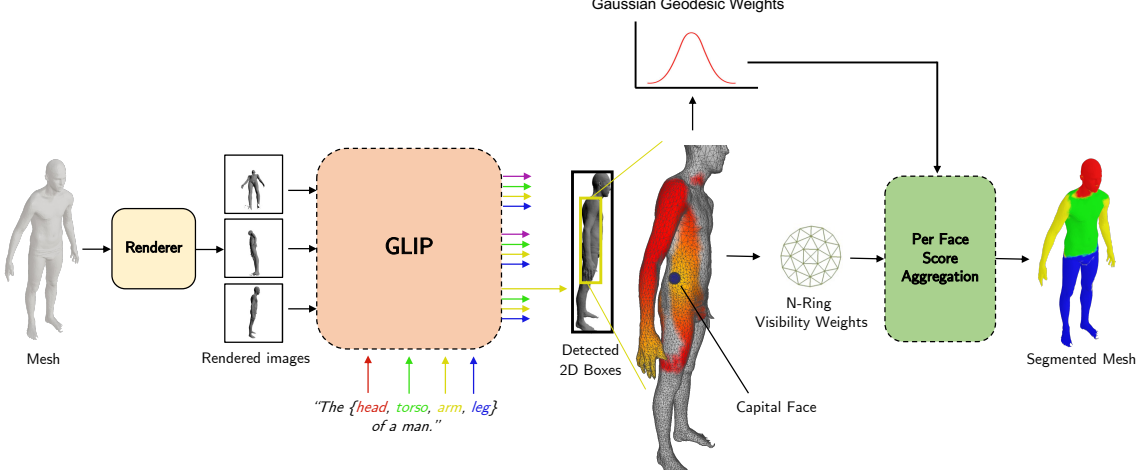 Gaussian Geodesic Weights
Renderer
GLIP
Per Face
Score
Aggregation
N-Ring
Visibility Weights
Mesh
Rendered images
Detected
2D Boxes
Segmented Mesh
Capital Face
“The {head, torso, arm, leg}
of a man.”